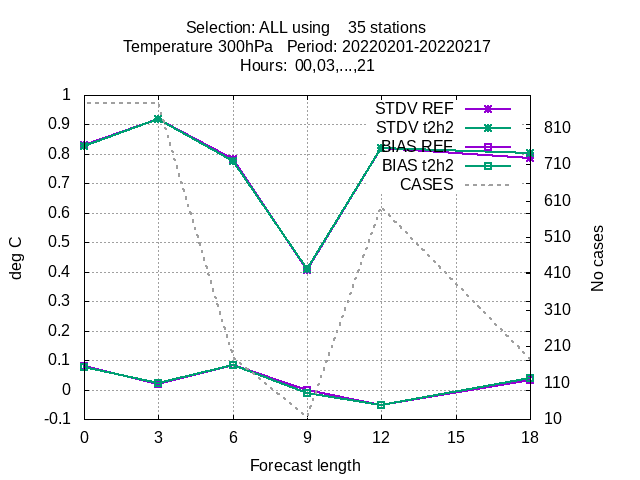 Selection: ALL using 35 stations
Temperature 300hPa Period: 20220201-20220217
Hours: 00,03,...,21
1
0.9
0.8
0.7
0.6
0.5
0.4
0.3
0.2
0.1
0
-0.1
deg C
STDV REF
STDV t2h2
BIAS REF
BIAS t2h2
CASES
810
710
610
510
410
310
210
110
10
No cases
0 3 6 9 12 15 18
Forecast length